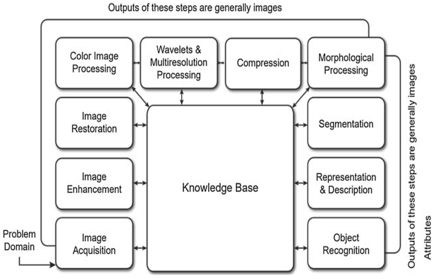 Outputs of these steps are generally images
Color Image
Processing
Wavelets &
Multiresolution
Processing
Compression
Morphological
Processing
Image
Restoration
Segmentation
Knowledge Base
Image
Enhancement
Representation
& Description
Problem
Domain
Image
Acquisition
Object
Recognition
Outputs of these steps are generally images
Attributes